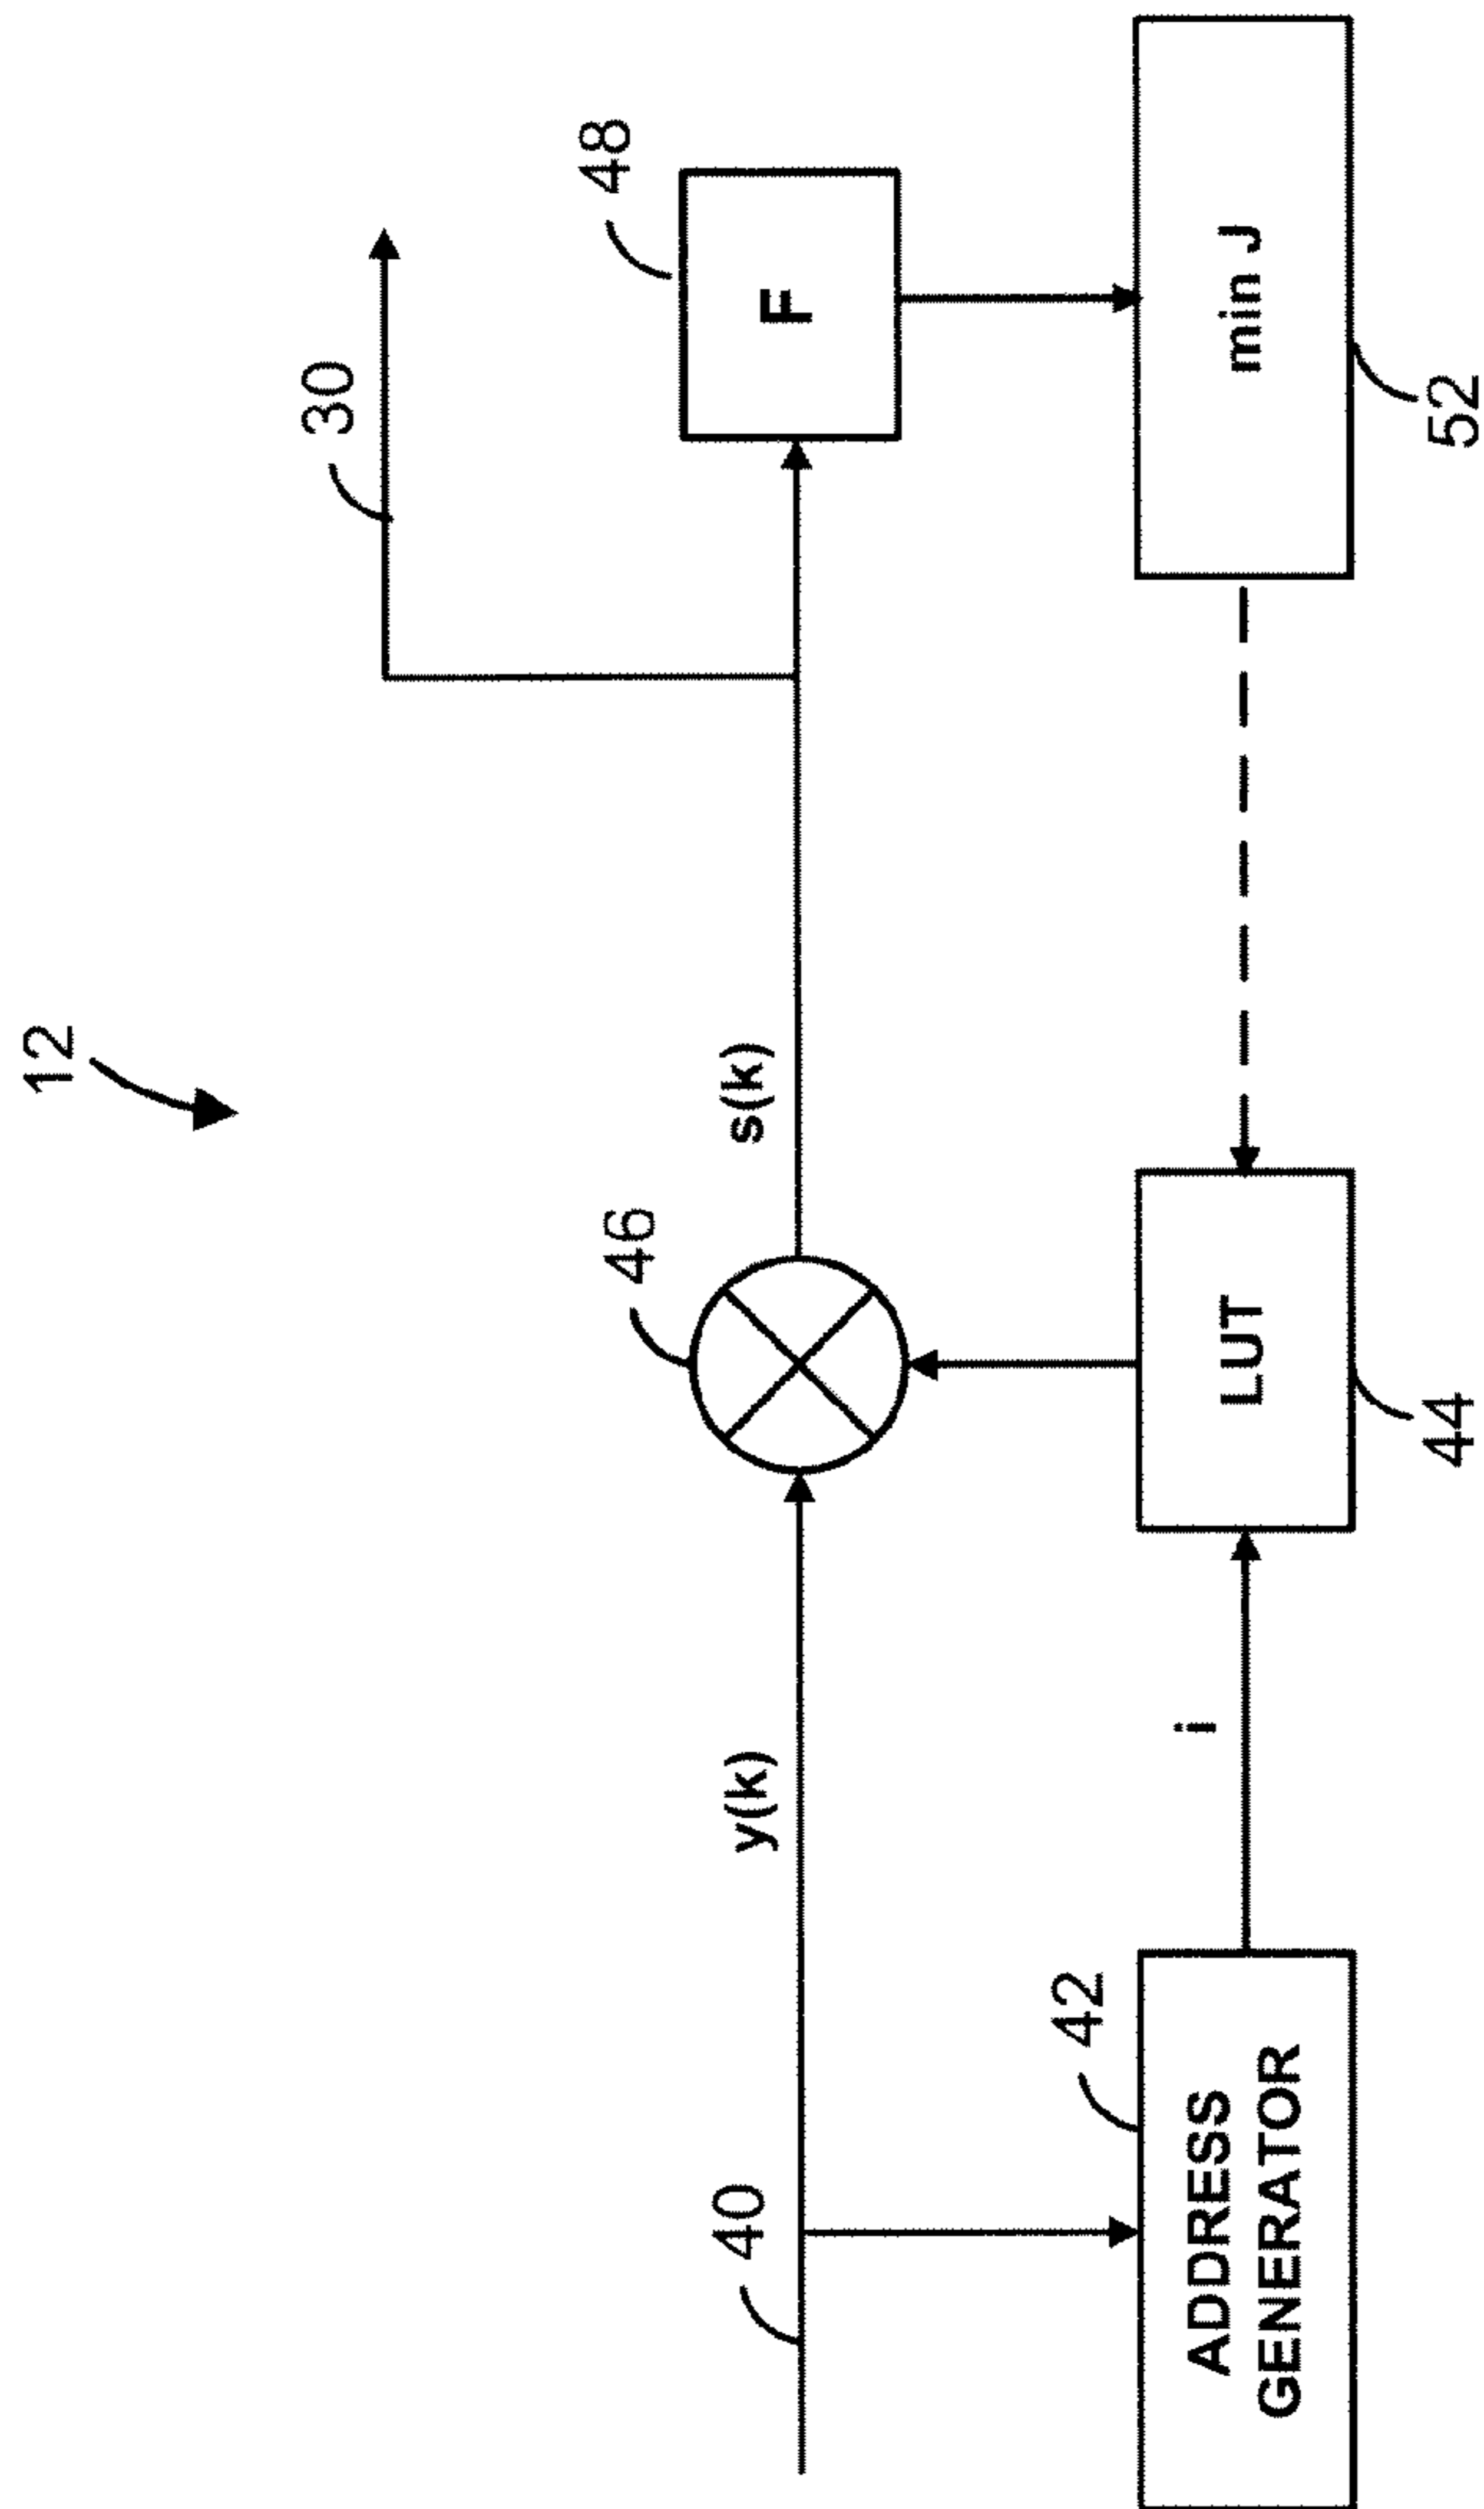 12
30
48
46
s(k)
F
40
y(k)
42
i
min J
52
LUT
44
ADDRESS
GENERATOR